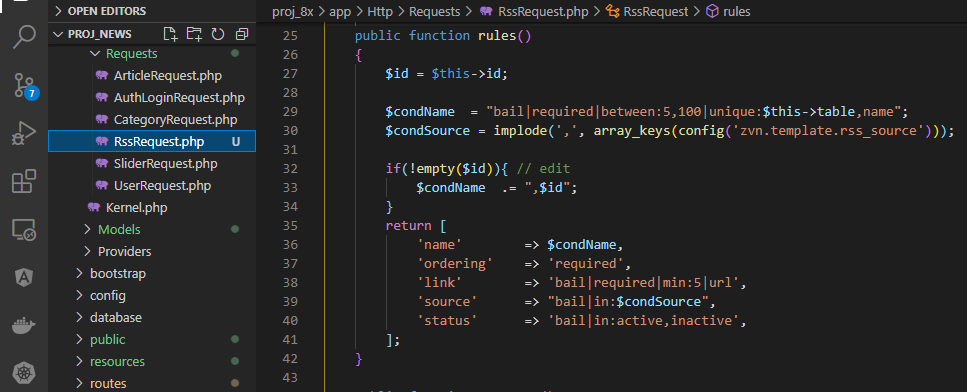 OPEN EDITORS
PROJ_NEWS
Requests
ArticleRequest.php
AuthLoginRequest.php
CategoryRequest.php
RssRequest.php U
SliderRequest.php
UserRequest.php
Kernel.php
Models
Providers
bootstrap
config
database
public
resources
routes
7
proj_8x > app > Http > Requests > RssRequest.php > RssRequest > rules
25 public function rules()
26 {
27 $id = $this->id;
28
29 $condName  = "bail|required|between:5,100|unique:$this->table,name";
30 $condSource = implode(',', array_keys(config('zvn.template.rss_source')));
31
32 if(!empty($id)){ // edit
33 $condName  .= ",$id";
34 }
35 return [
36 'name'        => $condName,
37 'ordering'    => 'required',
38 'link'        => 'bail|required|min:5|url',
39 'source'      => "bail|in:$condSource",
40 'status'      => 'bail|in:active,inactive',
41 ];
42 }
43